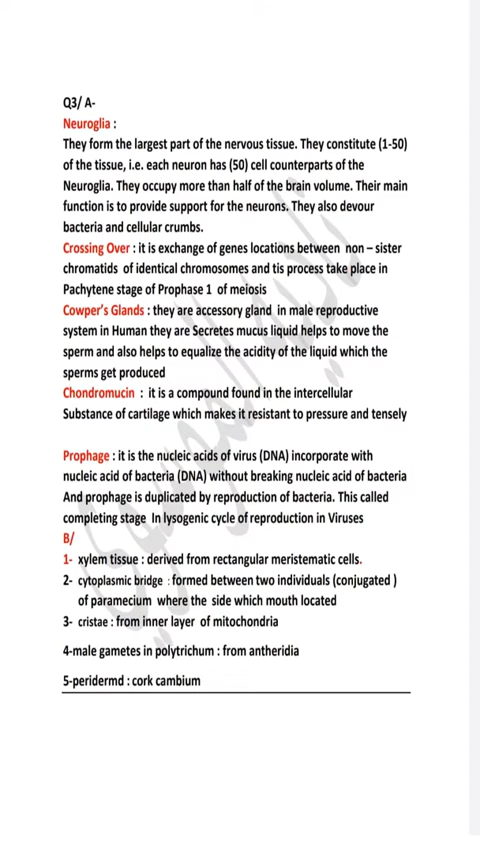 Q3/ A-
Neuroglia :
They form the largest part of the nervous tissue. They constitute (1-50)
of the tissue, i.e. each neuron has (50) cell counterparts of the
Neuroglia. They occupy more than half of the brain volume. Their main
function is to provide support for the neurons. They also devour
bacteria and cellular crumbs.
Crossing Over : it is exchange of genes locations between non – sister
chromatids of identical chromosomes and tis process take place in
Pachytene stage of Prophase 1 of meiosis
Cowper's Glands : they are accessory gland in male reproductive
system in Human they are Secretes mucus liquid helps to move the
sperm and also helps to equalize the acidity of the liquid which the
sperms get produced
Chondromucin : it is a compound found in the intercellular
Substance of cartilage which makes it resistant to pressure and tensely
Prophage : it is the nucleic acids of virus (DNA) incorporate with
nucleic acid of bacteria (DNA) without breaking nucleic acid of bacteria
And prophage is duplicated by reproduction of bacteria. This called
completing stage In lysogenic cycle of reproduction in Viruses
B/
1- xylem tissue : derived from rectangular meristematic cells.
2- cytoplasmic bridge : formed between two individuals (conjugated )
of paramecium where the side which mouth located
3- cristae : from inner layer of mitochondria
4-male gametes in polytrichum : from antheridia
5-peridermd : cork cambium